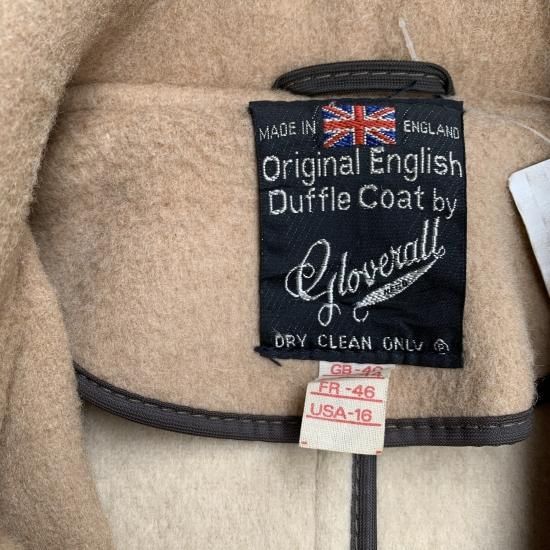 MADE IN ENGLAND
Original English
Duffle Coat by
Gloverall
DRY CLEAN ONLY Ⓟ
FR-46
USA-16